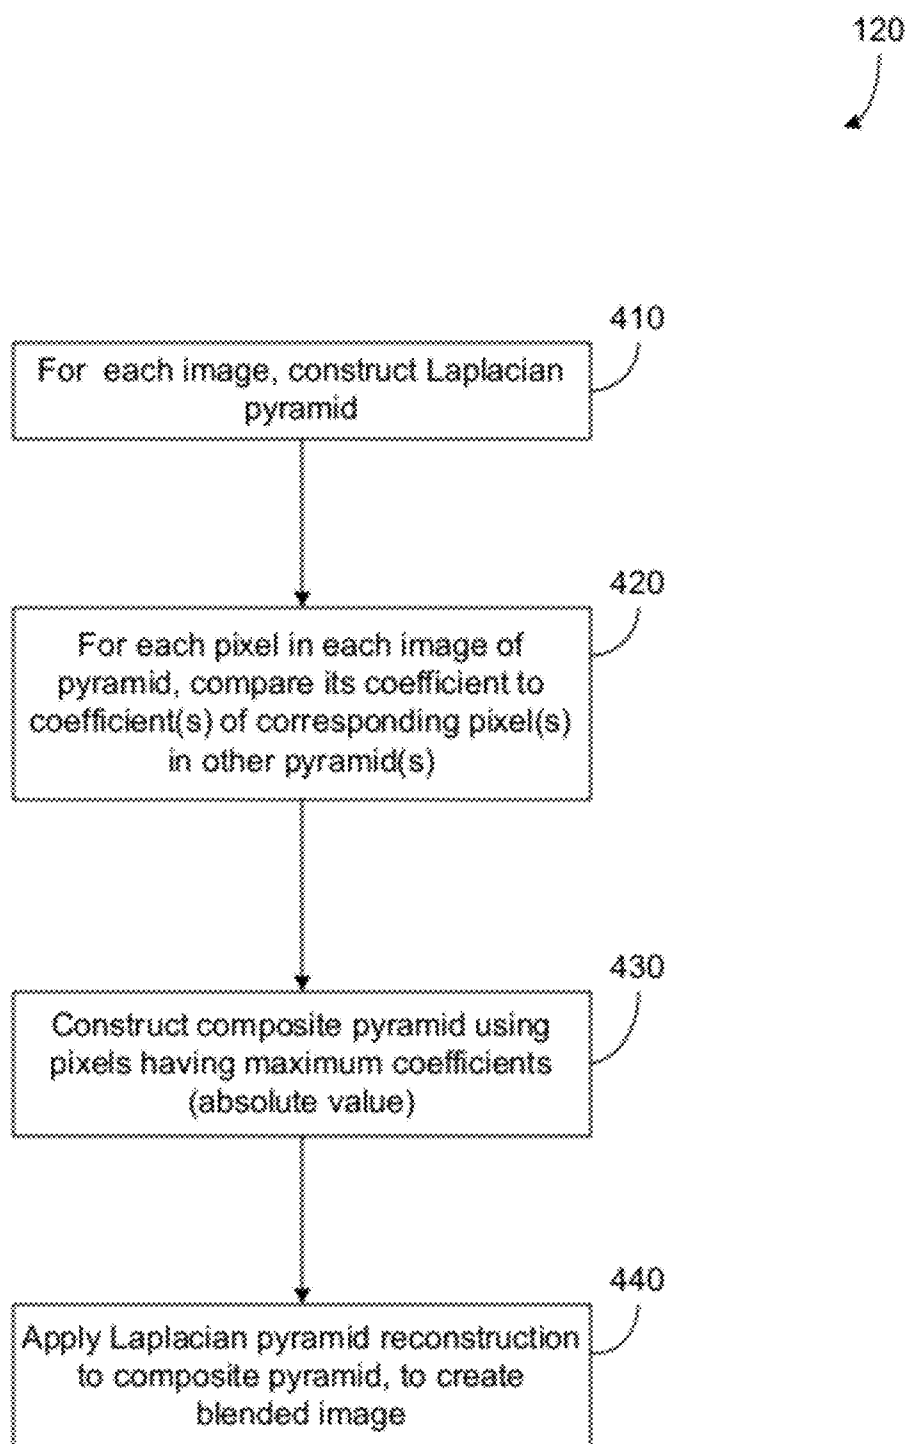 120
410
For each image, construct Laplacian
pyramid
420
For each pixel in each image of
pyramid, compare its coefficient to
coefficient(s) of corresponding pixel(s)
in other pyramid(s)
430
Construct composite pyramid using
pixels having maximum coefficients
(absolute value)
440
Apply Laplacian pyramid reconstruction
to composite pyramid, to create
blended image